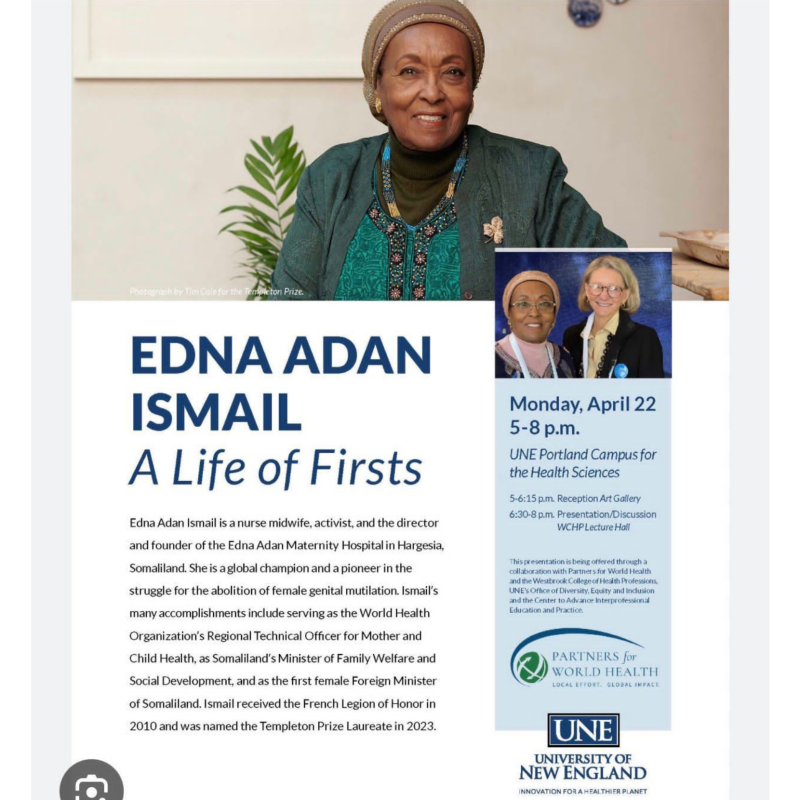 Photograph by Tim Cole for the Templeton Prize.
EDNA ADAN
ISMAIL
A Life of Firsts
Edna Adan Ismail is a nurse midwife, activist, and the director
and founder of the Edna Adan Maternity Hospital in Hargesia,
Somaliland. She is a global champion and a pioneer in the
struggle for the abolition of female genital mutilation. Ismail's
many accomplishments include serving as the World Health
Organization's Regional Technical Officer for Mother and
Child Health, as Somaliland's Minister of Family Welfare and
Social Development, and as the first female Foreign Minister
of Somaliland. Ismail received the French Legion of Honor in
2010 and was named the Templeton Prize Laureate in 2023.
Monday, April 22
5-8 p.m.
UNE Portland Campus for
the Health Sciences
5-6:15 p.m. Reception Art Gallery
6:30-8 p.m. Presentation/Discussion
WCHP Lecture Hall
This presentation is being offered through a
collaboration with Partners for World Health
and the Westbrook College of Health Professions,
UNE's Office of Diversity, Equity and Inclusion
and the Center to Advance Interprofessional
Education and Practice.
PARTNERS for
WORLD HEALTH
LOCAL EFFORT. GLOBAL IMPACT.
UNE
UNIVERSITY OF
NEW ENGLAND
INNOVATION FOR A HEALTHIER PLANET